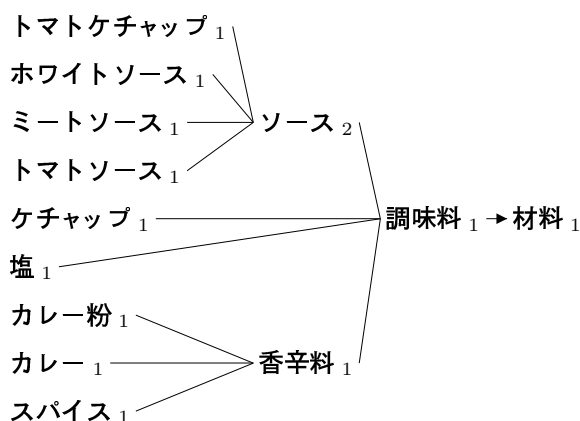 トマトケチャップ 1
ホワイトソース 1
ミートソース 1
ソース 2
トマトソース 1
ケチャップ 1
調味料 1
材料 1
塩 1
カレー粉 1
カレー 1
香辛料 1
スパイス 1